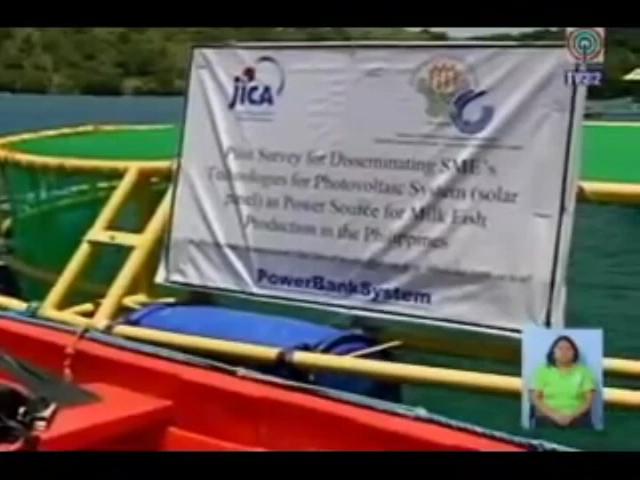 JICA
TV32
Pilot Survey for Disseminating SME's
Technologies for Photovoltaic System (solar
panel) as Power Source for Milk Fish
Production in the Philippines
PowerBankSystem